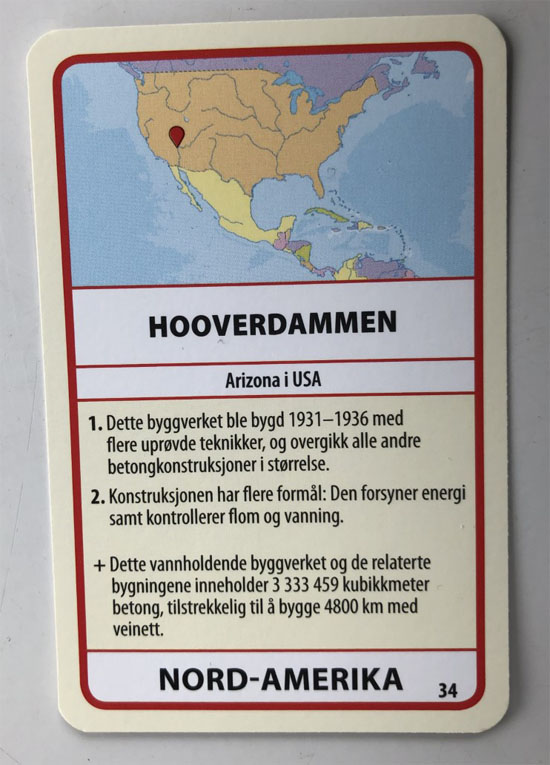 HOOVERDAMMEN
Arizona i USA
1. Dette byggverket ble bygd 1931–1936 med
flere uprøvde teknikker, og overgikk alle andre
betongkonstruksjoner i størrelse.
2. Konstruksjonen har flere formål: Den forsyner energi
samt kontrollerer flom og vanning.
+ Dette vannholdende byggverket og de relaterte
bygningene inneholder 3 333 459 kubikkmeter
betong, tilstrekkelig til å bygge 4800 km med
veinett.
NORD-AMERIKA
34